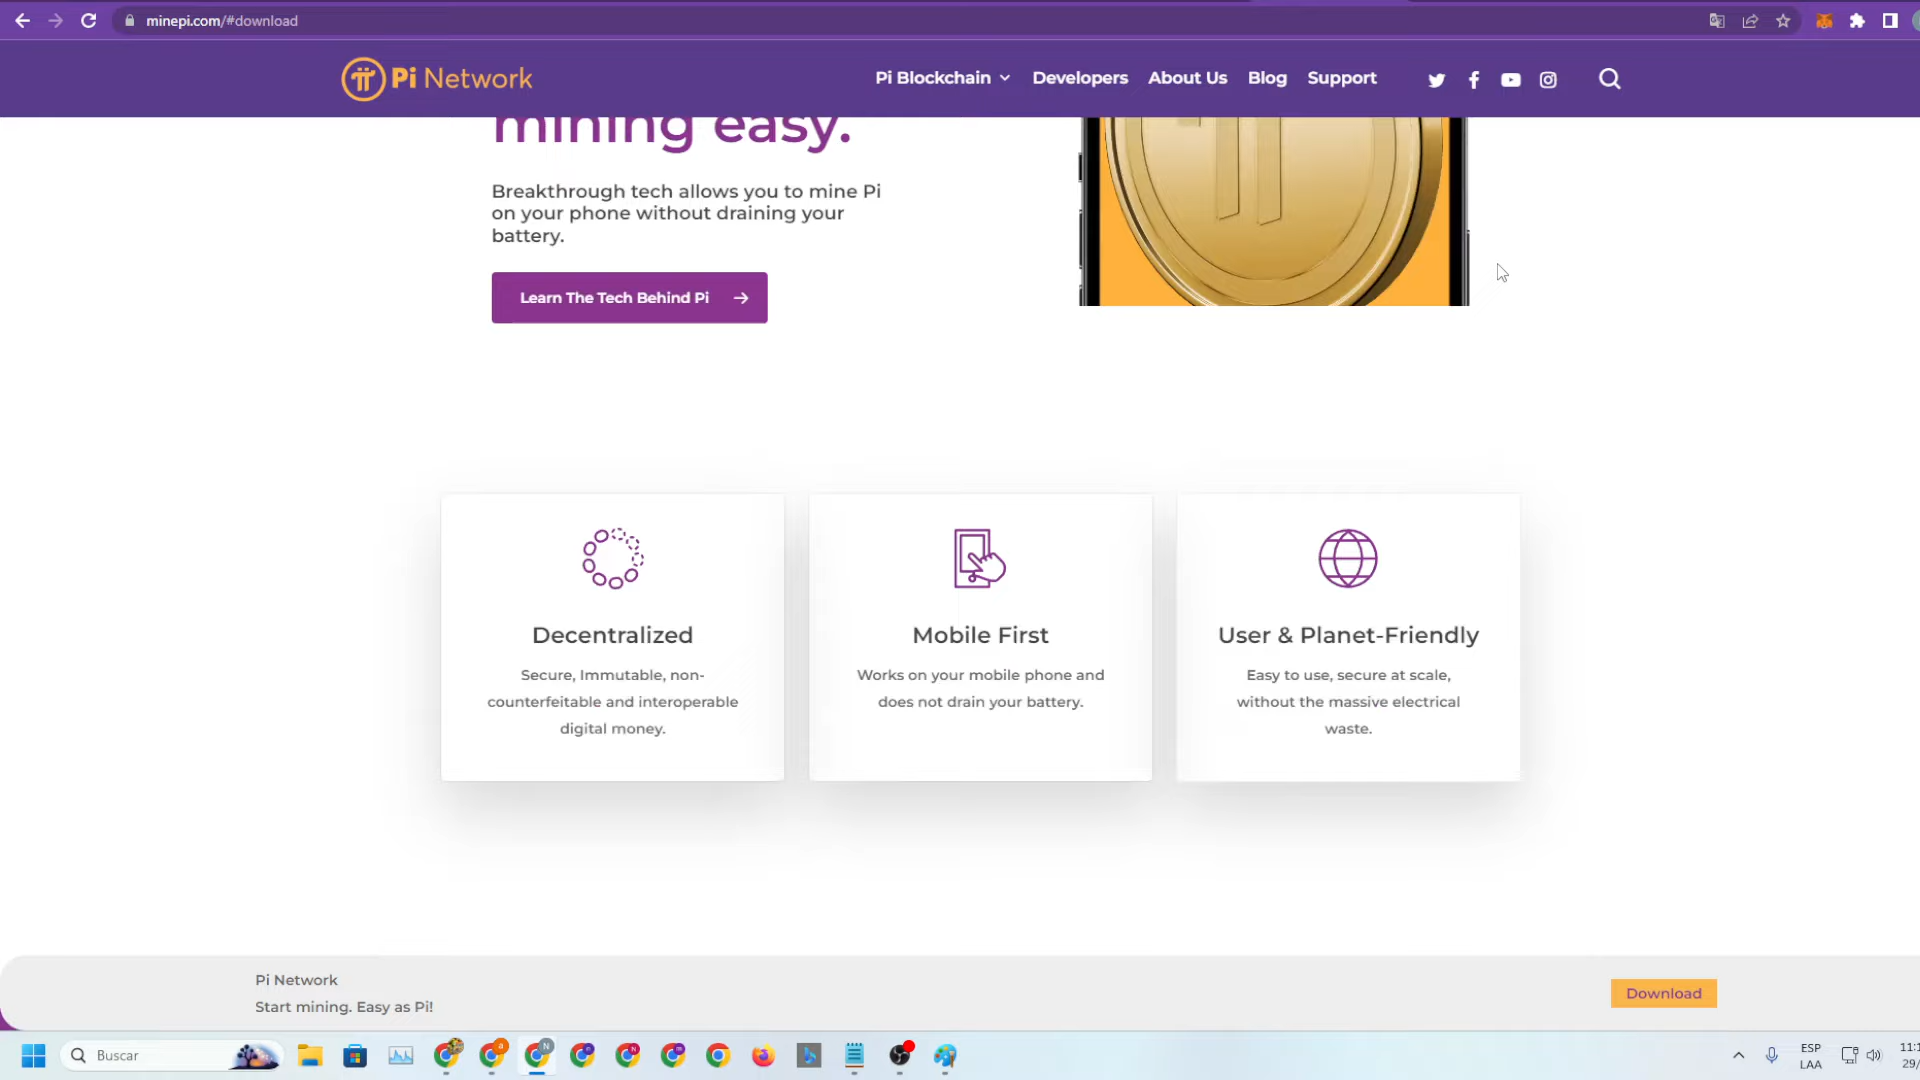 minepi.com/#download
Pi Network
Pi Blockchain
Developers
About Us
Blog
Support
mining easy.
Breakthrough tech allows you to mine Pi
on your phone without draining your
battery.
Learn The Tech Behind Pi
Decentralized
Secure, Immutable, non-
counterfeitable and interoperable
digital money.
Mobile First
Works on your mobile phone and
does not drain your battery.
User & Planet-Friendly
Easy to use, secure at scale,
without the massive electrical
waste.
Pi Network
Start mining. Easy as Pi!
Download
Buscar
ESP
LAA